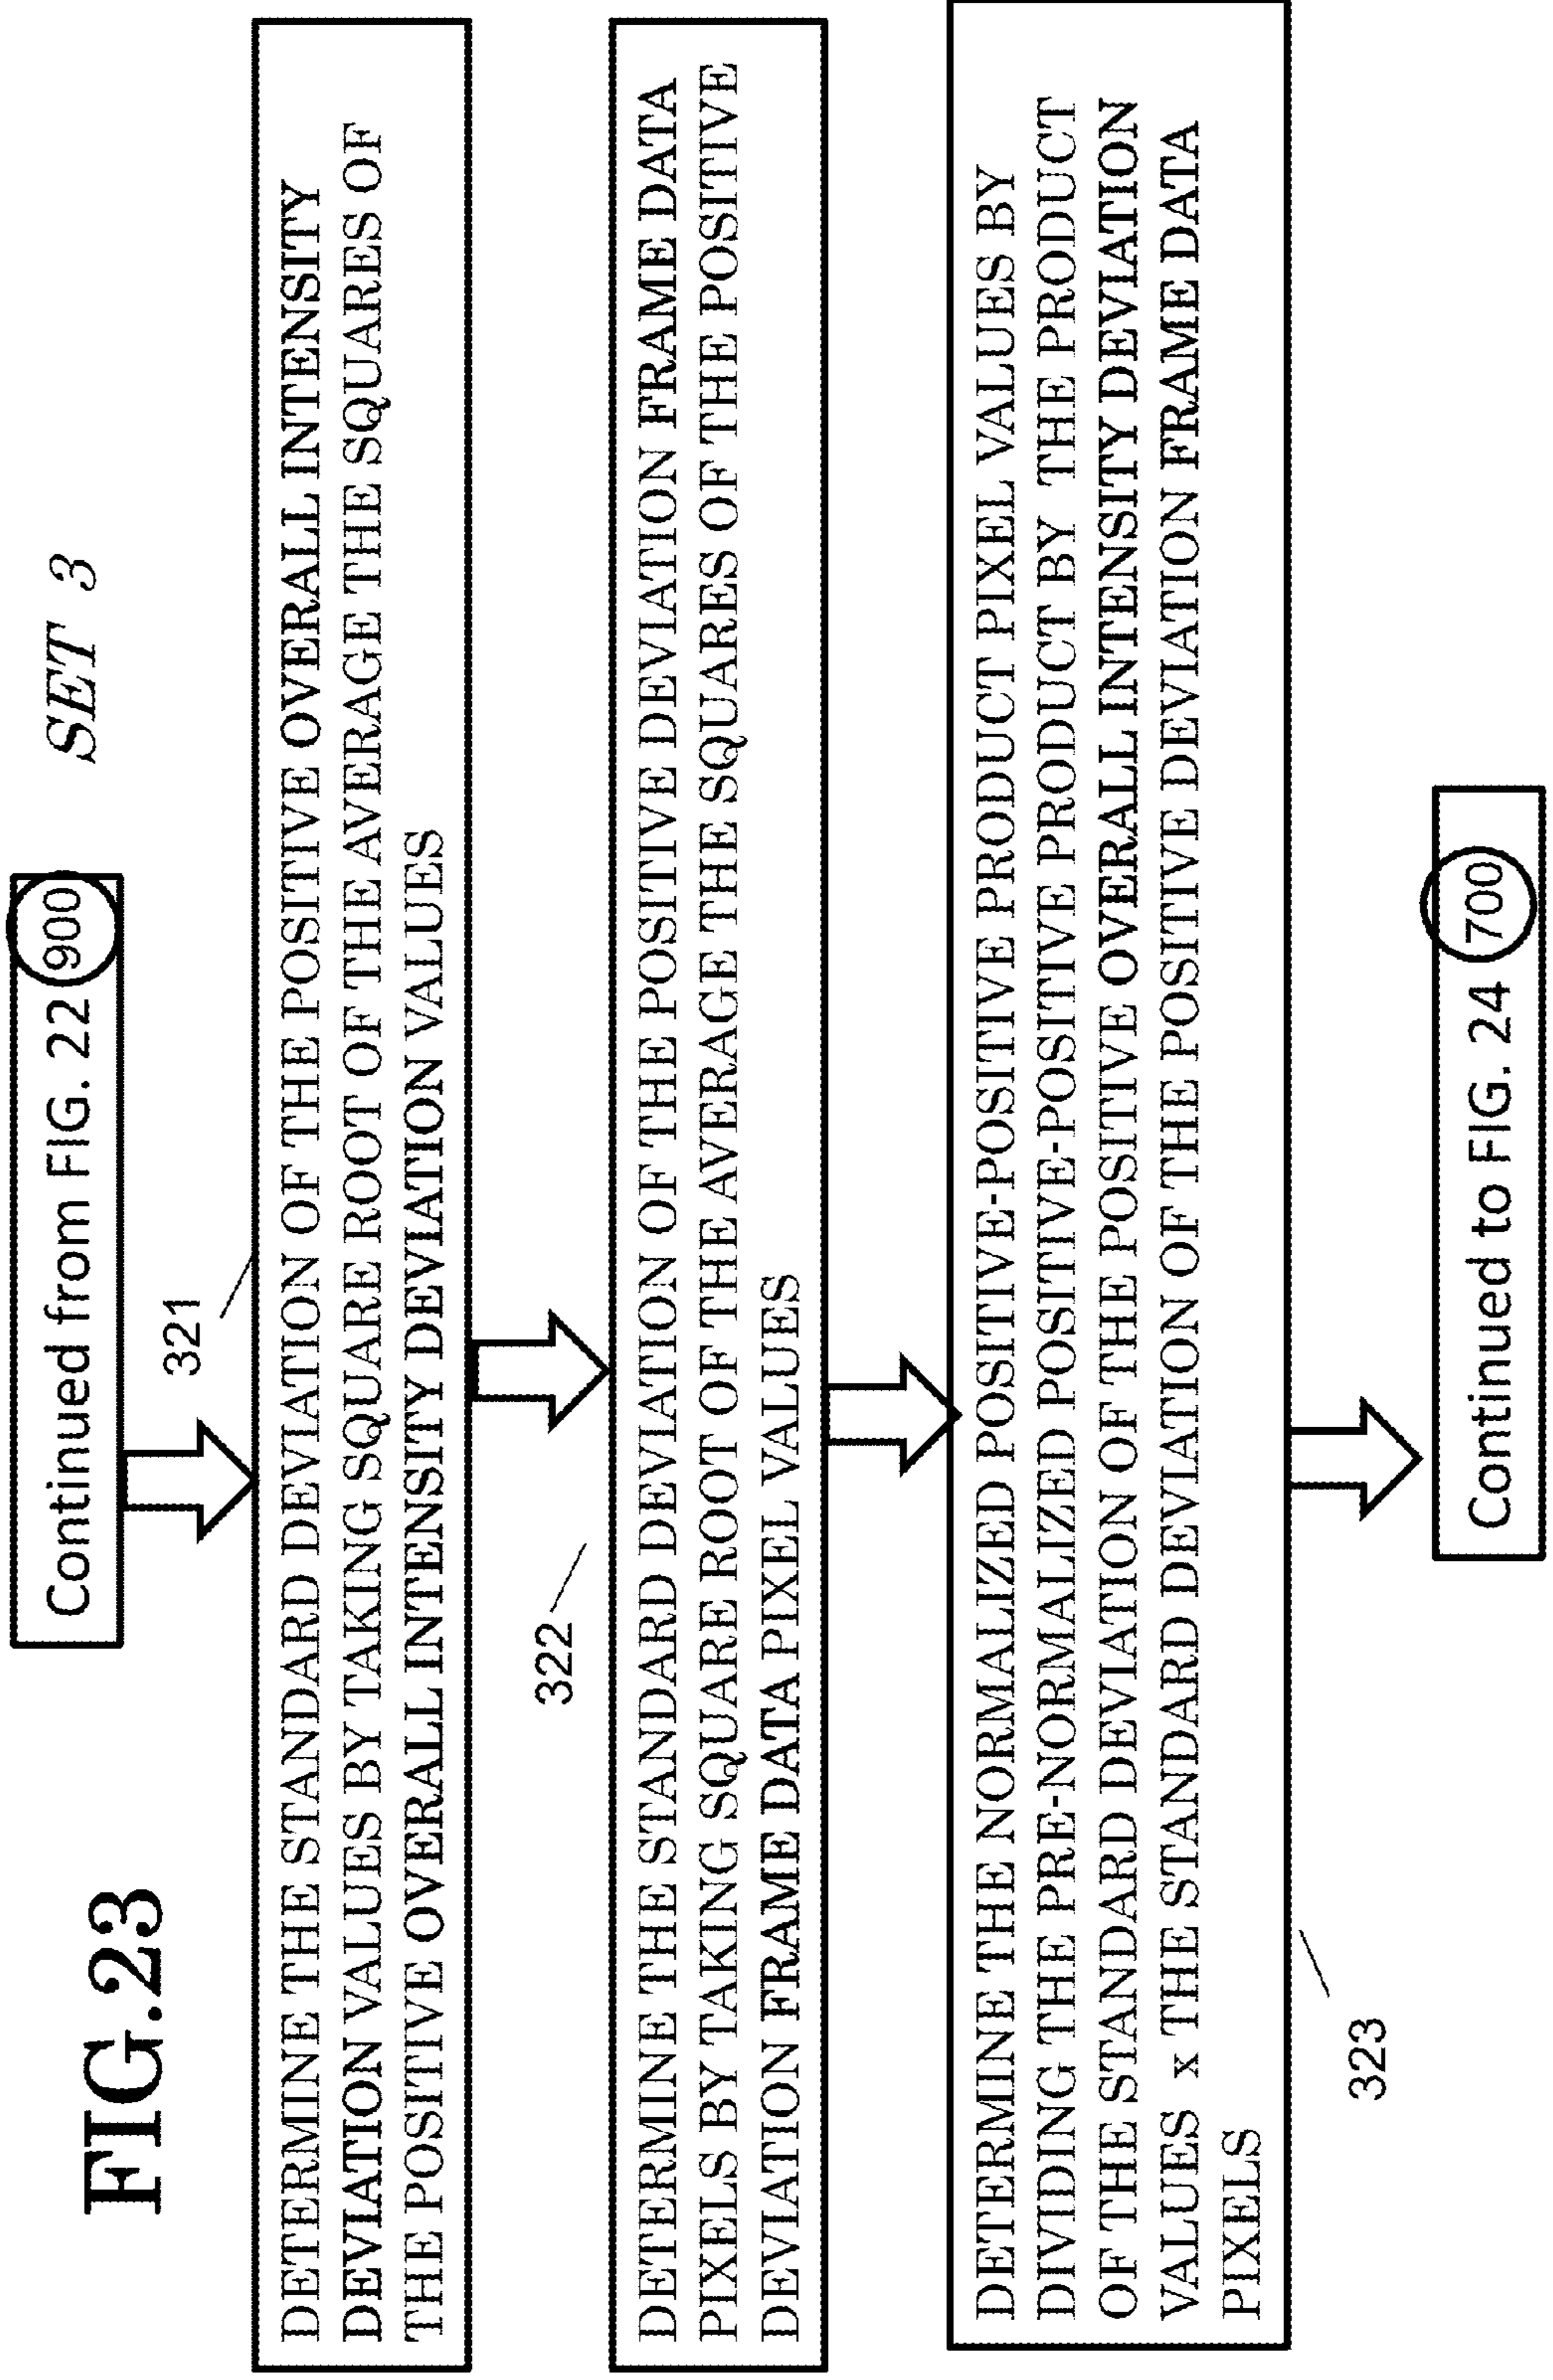 FIG.23
Continued from FIG. 22 900
SET 3
321
DETERMINE THE STANDARD DEVIATION OF THE POSITIVE OVERALL INTENSITY
DEVIATION VALUES BY TAKING SQUARE ROOT OF THE AVERAGE THE SQUARES OF
THE POSITIVE OVERALL INTENSITY DEVIATION VALUES
322
DETERMINE THE STANDARD DEVIATION OF THE POSITIVE DEVIATION FRAME DATA
PIXELS BY TAKING SQUARE ROOT OF THE AVERAGE THE SQUARES OF THE POSITIVE
DEVIATION FRAME DATA PIXEL VALUES
DETERMINE THE NORMALIZED POSITIVE-POSITIVE PRODUCT PIXEL VALUES BY
DIVIDING THE PRE-NORMALIZED POSITIVE-POSITIVE PRODUCT BY THE PRODUCT
OF THE STANDARD DEVIATION OF THE POSITIVE OVERALL INTENSITY DEVIATION
VALUES x THE STANDARD DEVIATION OF THE POSITIVE DEVIATION FRAME DATA
PIXELS
323
Continued to FIG. 24 700